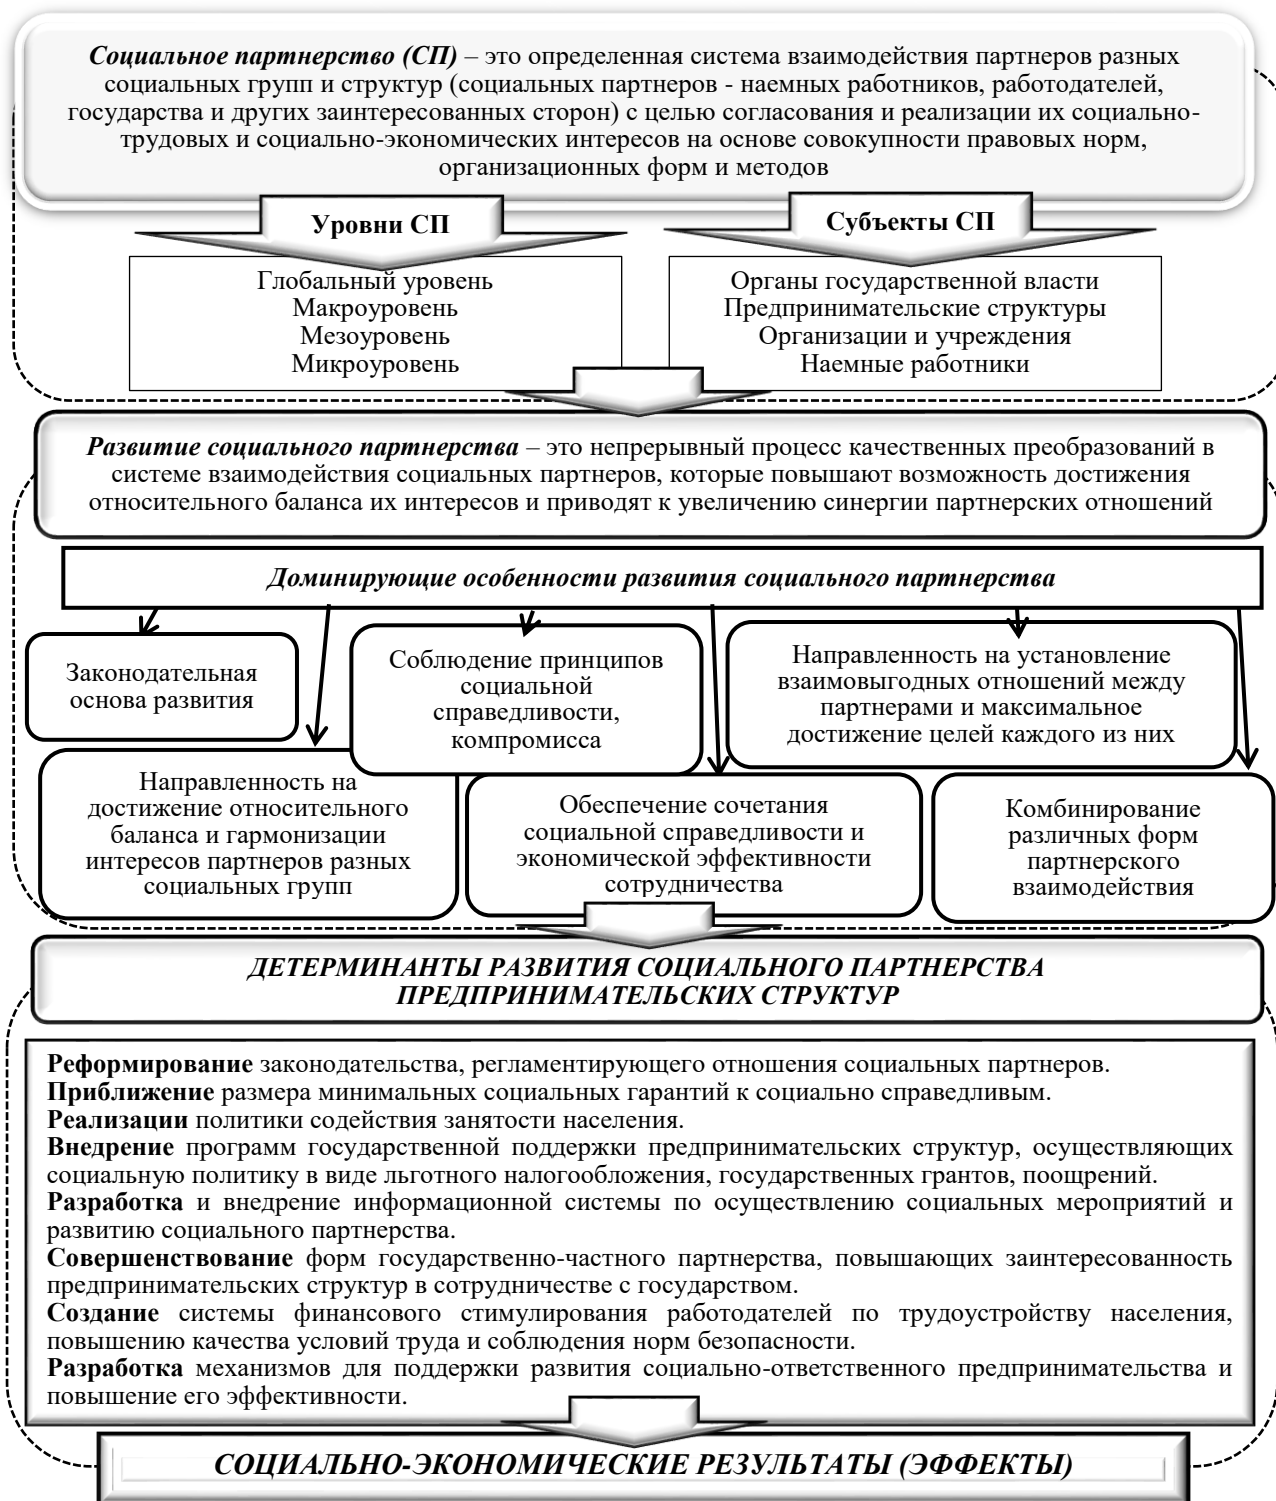 Социальное партнерство (СП) – это определенная система взаимодействия партнеров разных
социальных групп и структур (социальных партнеров - наемных работников, работодателей,
государства и других заинтересованных сторон) с целью согласования и реализации их социально-
трудовых и социально-экономических интересов на основе совокупности правовых норм,
организационных форм и методов
Уровни СП
Глобальный уровень
Макроуровень
Мезоуровень
Микроуровень
Субъекты СП
Органы государственной власти
Предпринимательские структуры
Организации и учреждения
Наемные работники
Развитие социального партнерства – это непрерывный процесс качественных преобразований в
системе взаимодействия социальных партнеров, которые повышают возможность достижения
относительного баланса их интересов и приводят к увеличению синергии партнерских отношений
Доминирующие особенности развития социального партнерства
Законодательная
основа развития
Соблюдение принципов
социальной
справедливости,
компромисса
Направленность на установление
взаимовыгодных отношений между
партнерами и максимальное
достижение целей каждого из них
Направленность на
достижение относительного
баланса и гармонизации
интересов партнеров разных
социальных групп
Обеспечение сочетания
социальной справедливости и
экономической эффективности
сотрудничества
Комбинирование
различных форм
партнерского
взаимодействия
ДЕТЕРМИНАНТЫ РАЗВИТИЯ СОЦИАЛЬНОГО ПАРТНЕРСТВА
ПРЕДПРИНИМАТЕЛЬСКИХ СТРУКТУР
Реформирование законодательства, регламентирующего отношения социальных партнеров.
Приближение размера минимальных социальных гарантий к социально справедливым.
Реализации политики содействия занятости населения.
Внедрение программ государственной поддержки предпринимательских структур, осуществляющих
социальную политику в виде льготного налогообложения, государственных грантов, поощрений.
Разработка и внедрение информационной системы по осуществлению социальных мероприятий и
развитию социального партнерства.
Совершенствование форм государственно-частного партнерства, повышающих заинтересованность
предпринимательских структур в сотрудничестве с государством.
Создание системы финансового стимулирования работодателей по трудоустройству населения,
повышению качества условий труда и соблюдения норм безопасности.
Разработка механизмов для поддержки развития социально-ответственного предпринимательства и
повышение его эффективности.
СОЦИАЛЬНО-ЭКОНОМИЧЕСКИЕ РЕЗУЛЬТАТЫ (ЭФФЕКТЫ)